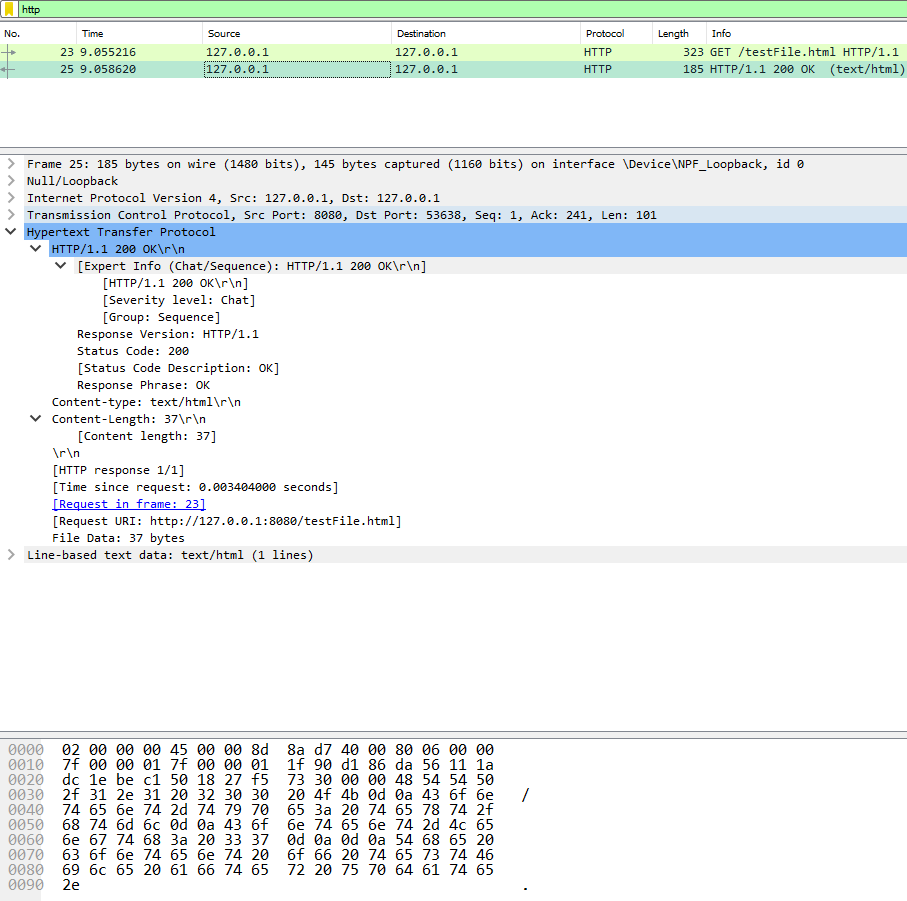 http
No. Time Source Destination Protocol Length Info
23 9.055216 127.0.0.1 127.0.0.1 HTTP 323 GET /testFile.html HTTP/1.1
25 9.058620 127.0.0.1 127.0.0.1 HTTP 185 HTTP/1.1 200 OK  (text/html)
Frame 25: 185 bytes on wire (1480 bits), 145 bytes captured (1160 bits) on interface \Device\NPF_Loopback, id 0
Null/Loopback
Internet Protocol Version 4, Src: 127.0.0.1, Dst: 127.0.0.1
Transmission Control Protocol, Src Port: 8080, Dst Port: 53638, Seq: 1, Ack: 241, Len: 101
Hypertext Transfer Protocol
HTTP/1.1 200 OK\r\n
[Expert Info (Chat/Sequence): HTTP/1.1 200 OK\r\n]
[HTTP/1.1 200 OK\r\n]
[Severity level: Chat]
[Group: Sequence]
Response Version: HTTP/1.1
Status Code: 200
[Status Code Description: OK]
Response Phrase: OK
Content-type: text/html\r\n
Content-Length: 37\r\n
[Content length: 37]
\r\n
[HTTP response 1/1]
[Time since request: 0.003404000 seconds]
[Request in frame: 23]
[Request URI: http://127.0.0.1:8080/testFile.html]
File Data: 37 bytes
Line-based text data: text/html (1 lines)
0000 02 00 00 00 45 00 00 8d 8a d7 40 00 80 06 00 00
0010 7f 00 00 01 7f 00 00 01 1f 90 d1 86 da 56 11 1a
0020 dc 1e be c1 50 18 27 f5 73 30 00 00 48 54 54 50
0030 2f 31 2e 31 20 32 30 30 20 4f 4b 0d 0a 43 6f 6e /
0040 74 65 6e 74 2d 74 79 70 65 3a 20 74 65 78 74 2f
0050 68 74 6d 6c 0d 0a 43 6f 6e 74 65 6e 74 2d 4c 65
0060 6e 67 74 68 3a 20 33 37 0d 0a 0d 0a 54 68 65 20
0070 63 6f 6e 74 65 6e 74 20 6f 66 20 74 65 73 74 46
0080 69 6c 65 20 61 66 74 65 72 20 75 70 64 61 74 65
0090 2e .